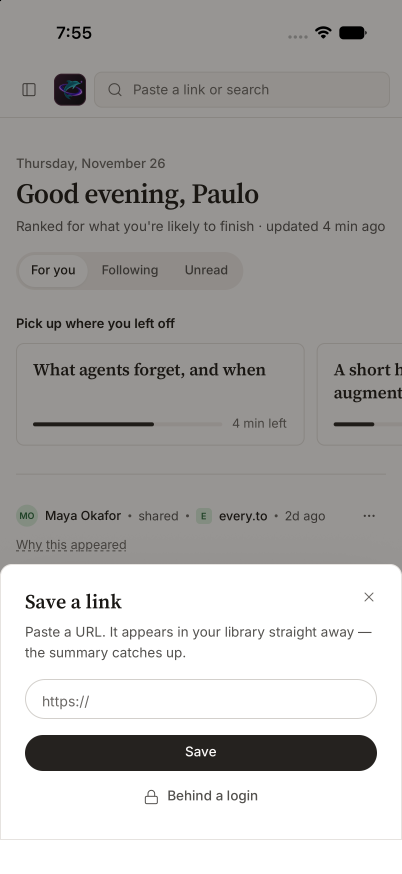 7:55
Paste a link or search
Thursday, November 26
Good evening, Paulo
Ranked for what you're likely to finish · updated 4 min ago
For you Following Unread
Pick up where you left off
What agents forget, and when
4 min left
A short h
augment
MO Maya Okafor • shared • E every.to • 2d ago
Why this appeared
Save a link
Paste a URL. It appears in your library straight away —
the summary catches up.
https://
Save
Behind a login